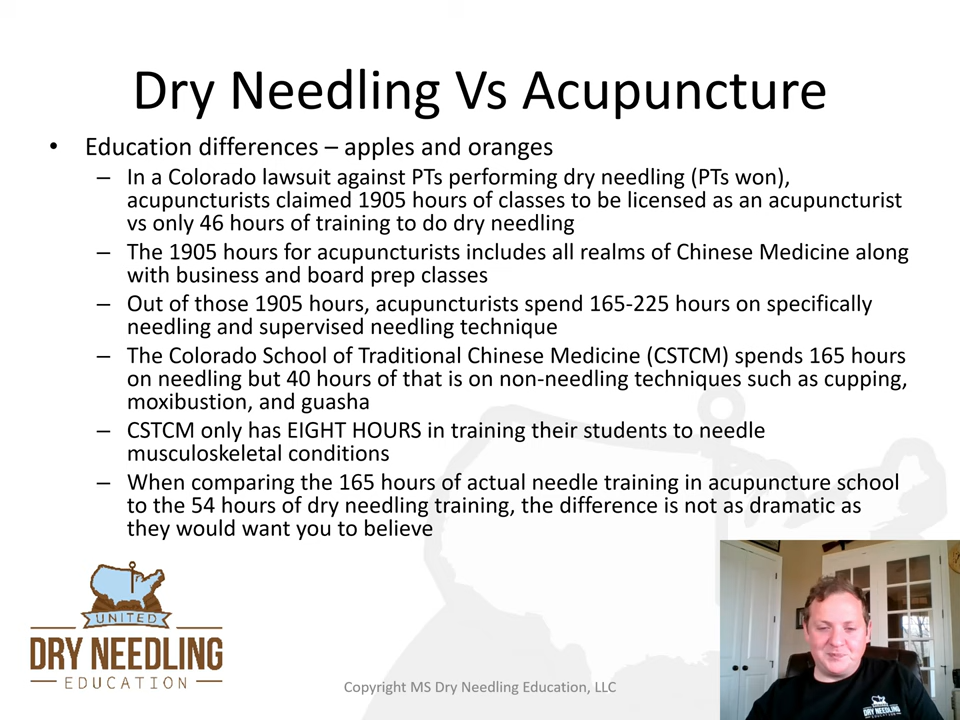 Dry Needling Vs Acupuncture
• Education differences – apples and oranges
– In a Colorado lawsuit against PTs performing dry needling (PTs won),
acupuncturists claimed 1905 hours of classes to be licensed as an acupuncturist
vs only 46 hours of training to do dry needling
– The 1905 hours for acupuncturists includes all realms of Chinese Medicine along
with business and board prep classes
– Out of those 1905 hours, acupuncturists spend 165-225 hours on specifically
needling and supervised needling technique
– The Colorado School of Traditional Chinese Medicine (CSTCM) spends 165 hours
on needling but 40 hours of that is on non-needling techniques such as cupping,
moxibustion, and guasha
– CSTCM only has EIGHT HOURS in training their students to needle
musculoskeletal conditions
– When comparing the 165 hours of actual needle training in acupuncture school
to the 54 hours of dry needling training, the difference is not as dramatic as
they would want you to believe
UNITED
DRY NEEDLING
EDUCATION
Copyright MS Dry Needling Education, LLC
DRY NEEDLING
EDUCATION